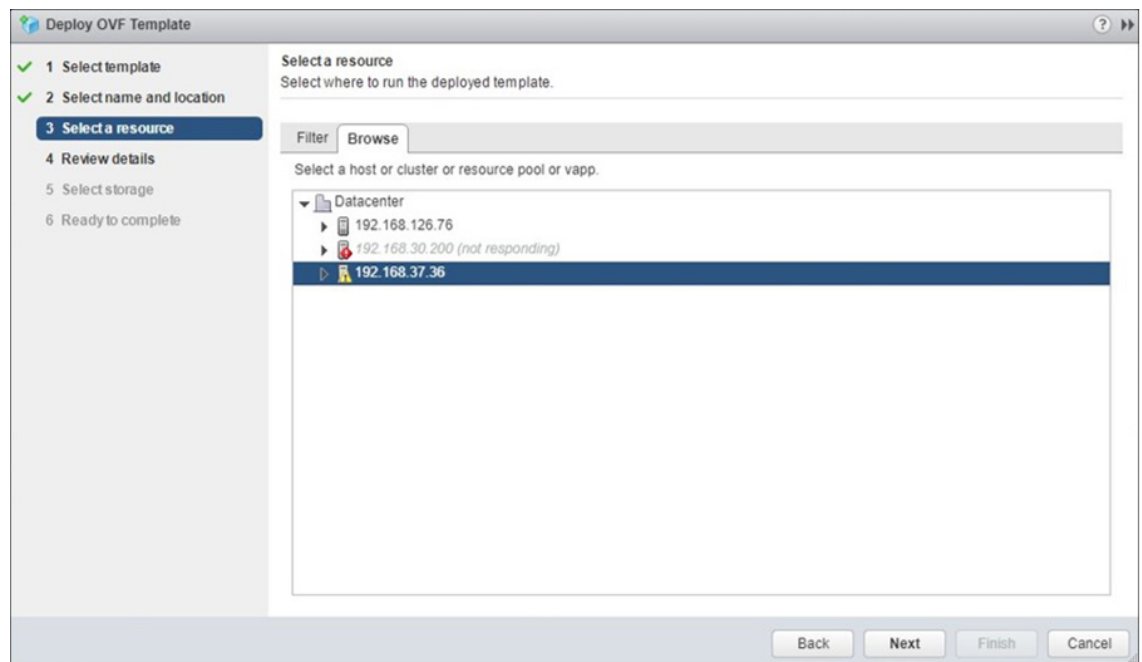 Deploy OVF Template
?
1 Select template
2 Select name and location
3 Select a resource
4 Review details
5 Select storage
6 Ready to complete
Select a resource
Select where to run the deployed template.
Filter Browse
Select a host or cluster or resource pool or vapp.
Datacenter
192.168.126.76
192.168.30.200 (not responding)
192.168.37.36
Back Next Finish Cancel